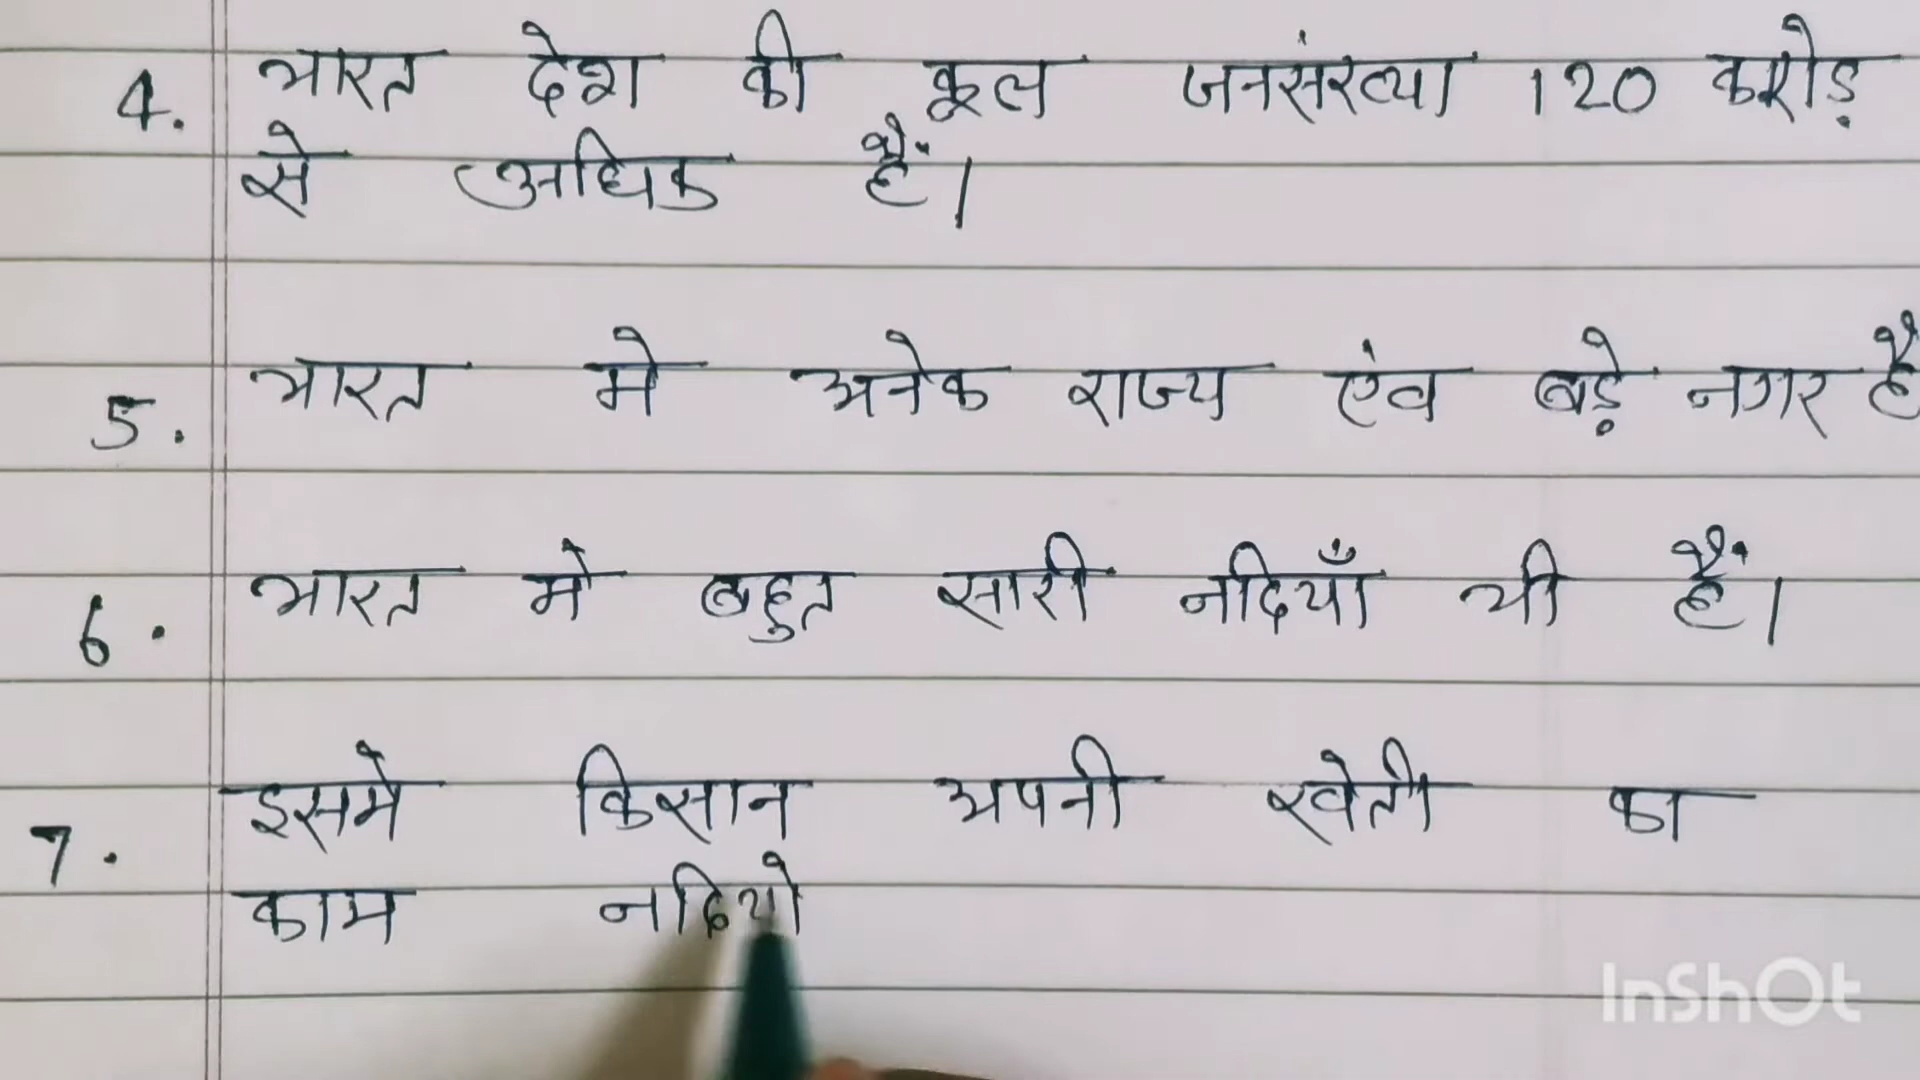 4. भारत देश की कूल जनसंख्या 120 करोड़
से अधिक हैं।
5. भारत मे अनेक राज्य एंव बड़े नगर हैं
6. भारत मे बहुत सारी नदियाँ भी हैं।
7. इसमे किसान अपनी खेती का
काम नदियो
InShOt